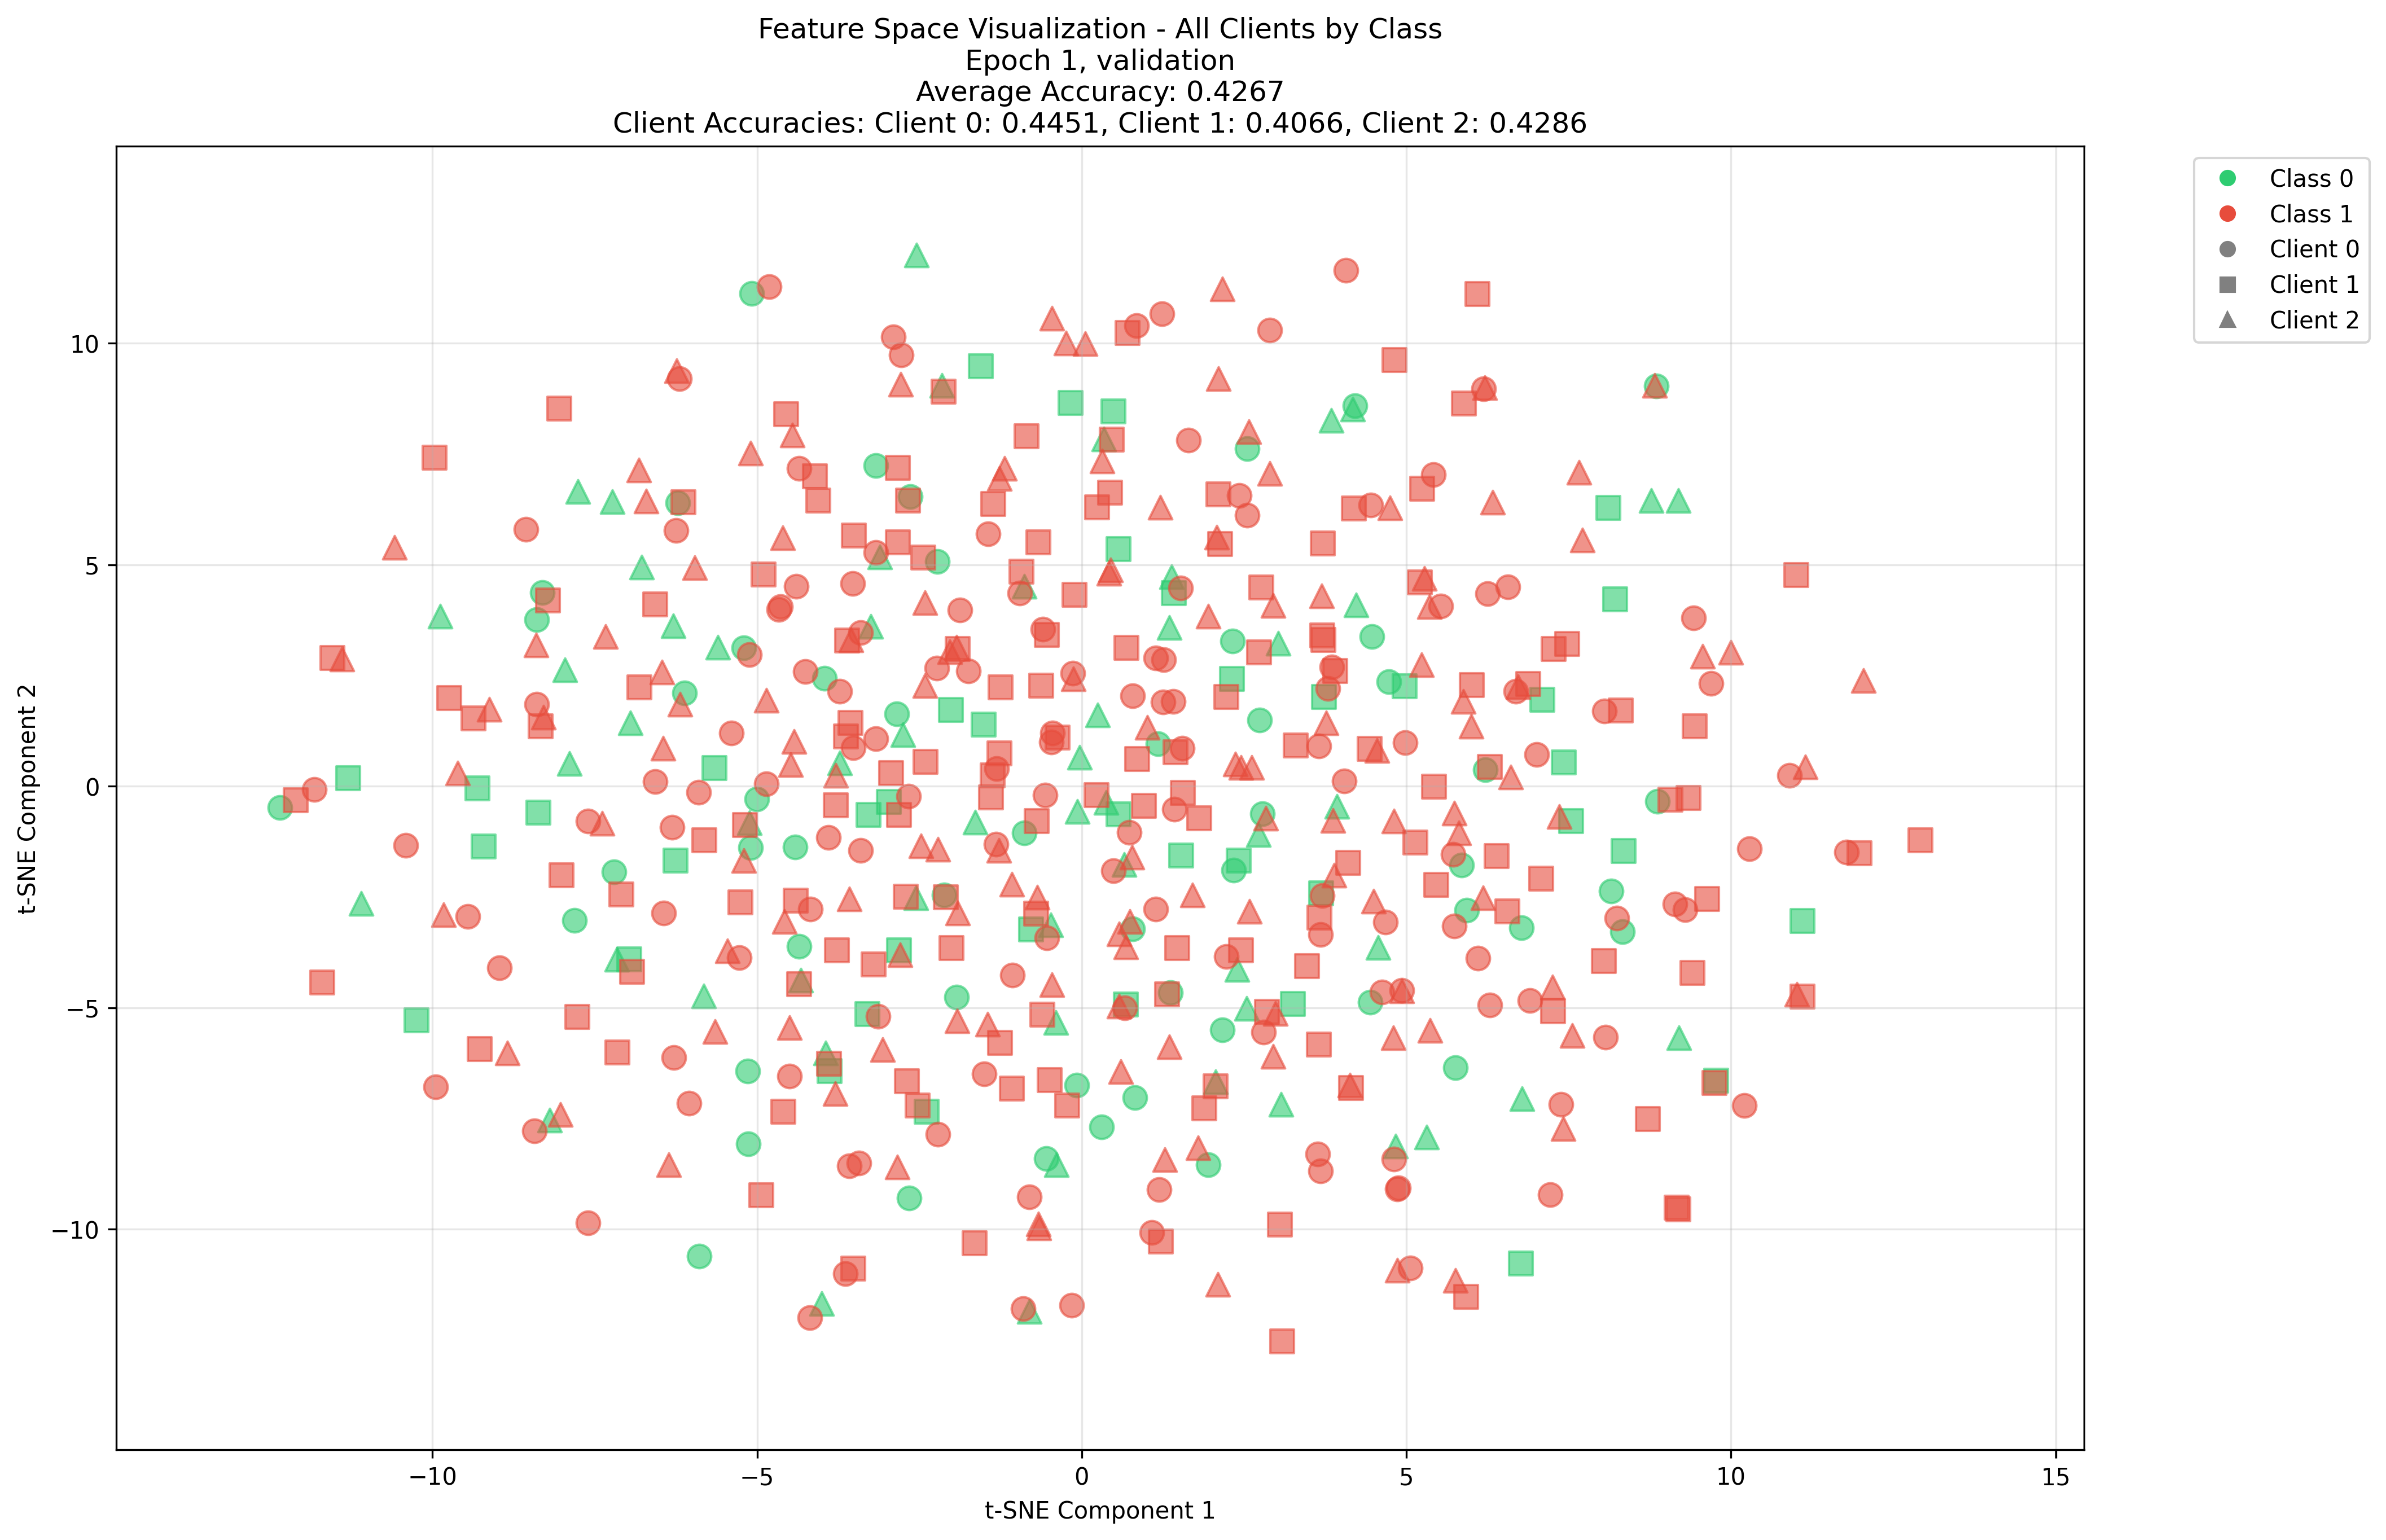 Feature Space Visualization - All Clients by Class
Epoch 1, validation
Average Accuracy: 0.4267
Client Accuracies: Client 0: 0.4451, Client 1: 0.4066, Client 2: 0.4286
Class 0
Class 1
Client 0
Client 1
Client 2
t-SNE Component 2
10
5
0
−5
−10
−10
−5
0
5
10
15
t-SNE Component 1